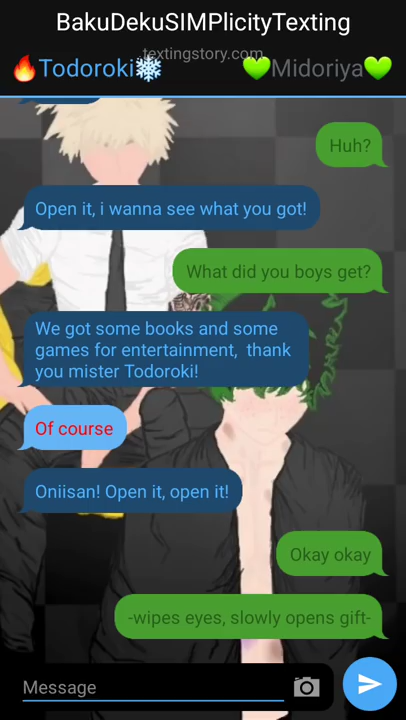 BakuDekuSIMPlicityTexting
textingstory.com
🔥Todoroki❄️
💚Midoriya💚
Huh?
Open it, i wanna see what you got!
What did you boys get?
We got some books and some
games for entertainment, thank
you mister Todoroki!
Of course
Oniisan! Open it, open it!
Okay okay
-wipes eyes, slowly opens gift-
Message